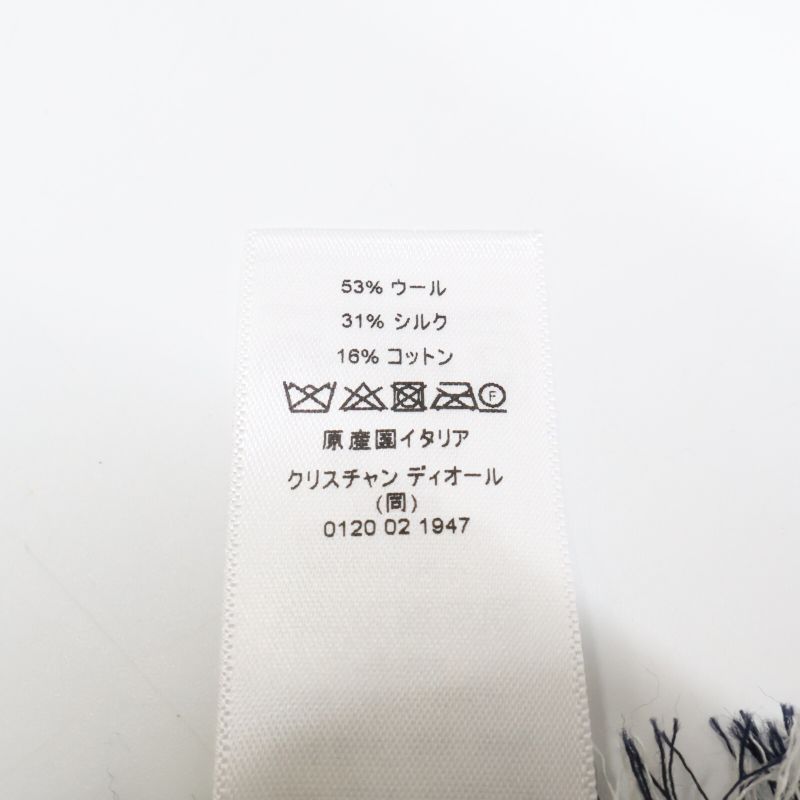 53% ウール
31% シルク
16% コットン
F
原産国イタリア
クリスチャン ディオール
(同)
0120 02 1947